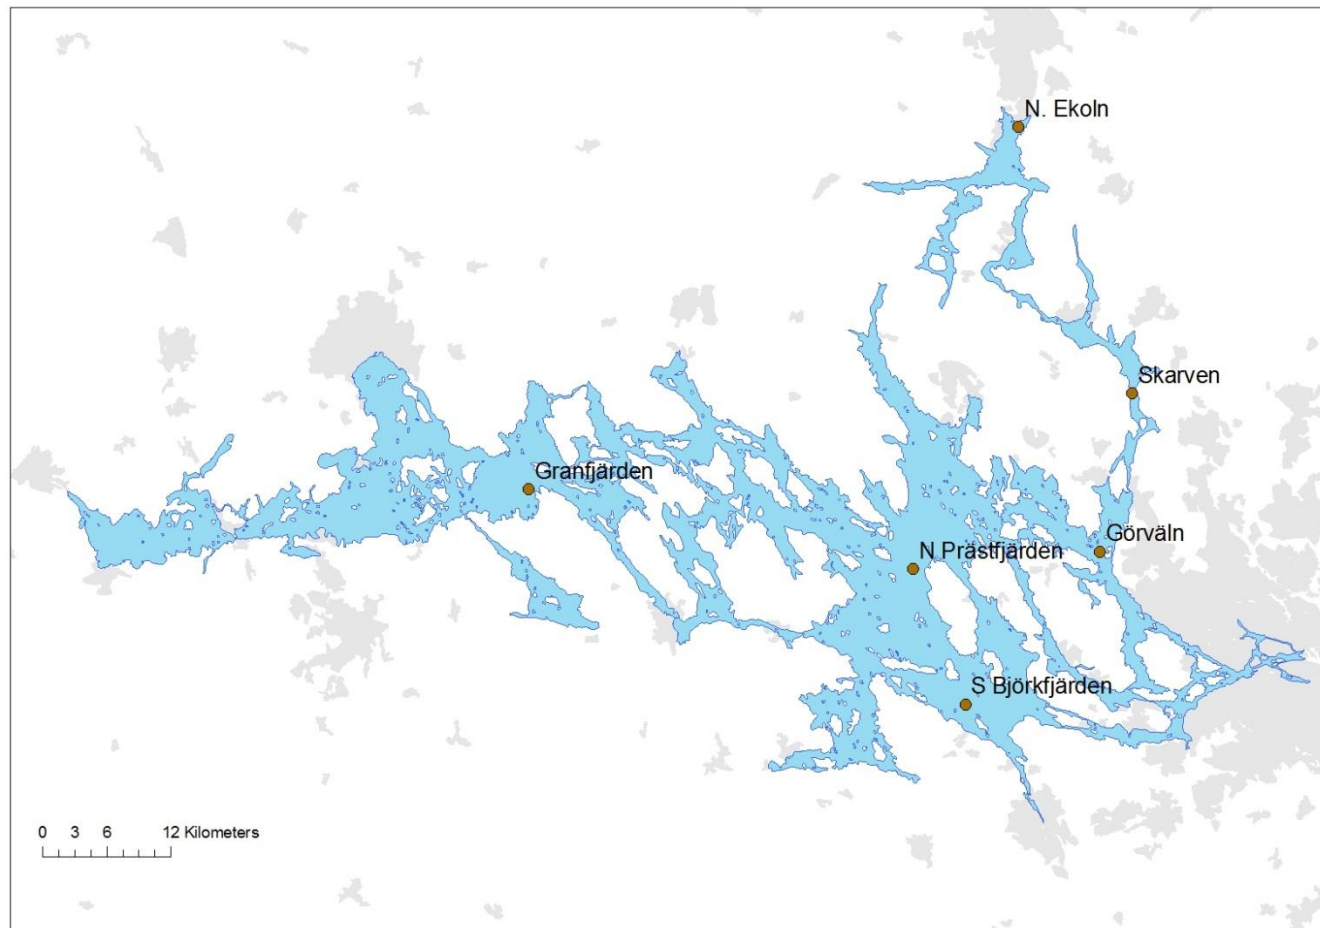 N. Ekoln
Skarven
Granfjärden
Görväln
N Prästfjärden
S Björkfjärden
0 3 6 12 Kilometers